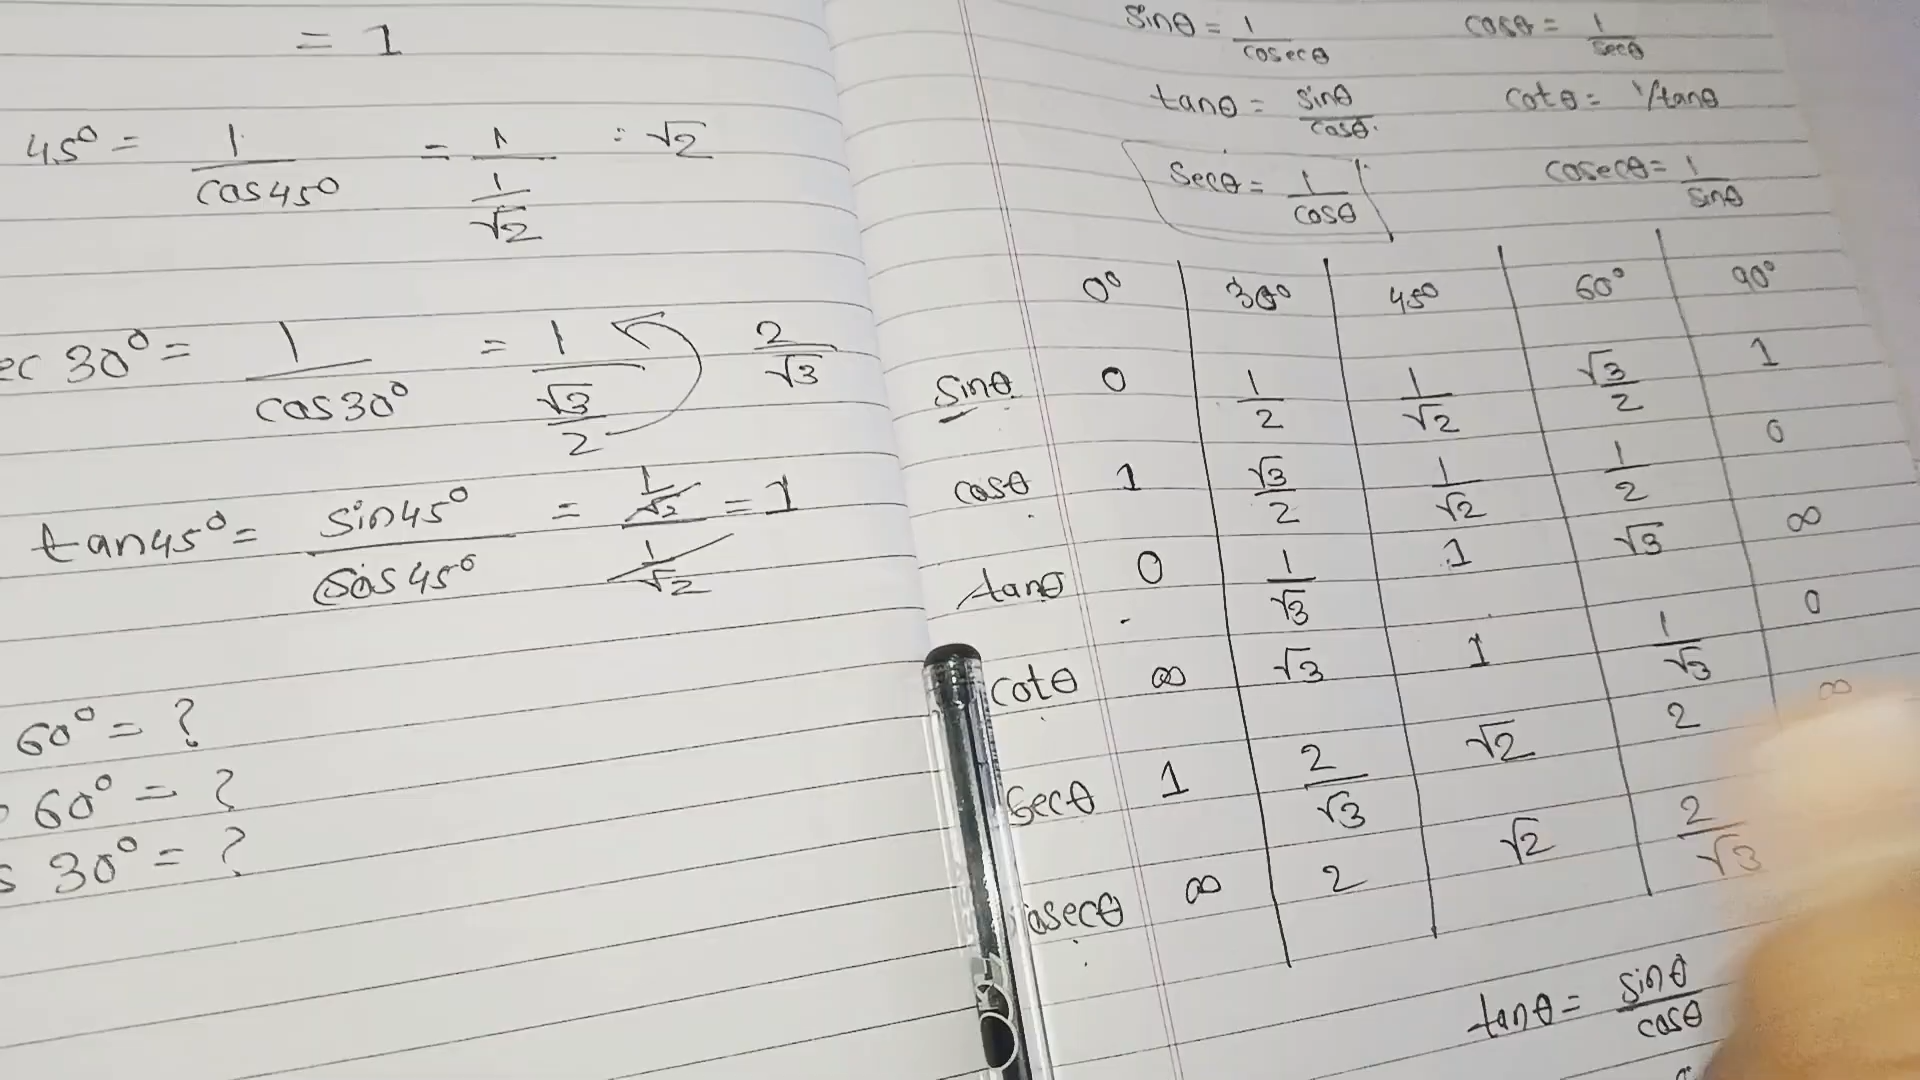 = 1
45° = 1/cos45° = 1/(1/√2) = √2
ec 30° = 1/cos30° = 1/(√3/2) 2/√3
tan45° = sin45°/cos45° = (1/√2)/(1/√2) = 1
60° = ?
60° = ?
s 30° = ?
sinθ = 1/cosecθ cosθ = 1/secθ
tanθ = sinθ/cosθ. cotθ = 1/tanθ
secθ = 1/cosθ cosecθ = 1/sinθ
0° 30° 45° 60° 90°
sinθ 0 1/2 1/√2 √3/2 1
cosθ 1 √3/2 1/√2 1/2 0
tanθ 0 1/√3 1 √3 ∞
cotθ ∞ √3 1 1/√3 0
secθ 1 2/√3 √2 2 ∞
osecθ ∞ 2 √2 2/√3
tanθ = sinθ/cosθ